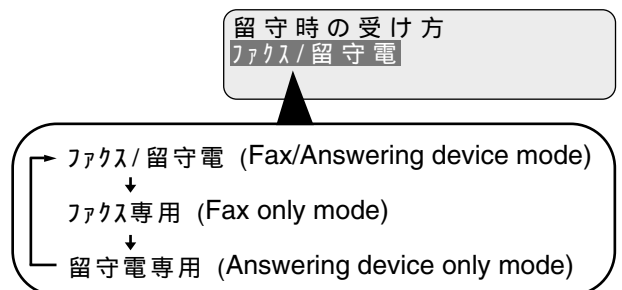 留守時の受け方
ﾌｧｸｽ/留守電
ﾌｧｸｽ/留守電 (Fax/Answering device mode)
ﾌｧｸｽ専用 (Fax only mode)
留守電専用 (Answering device only mode)